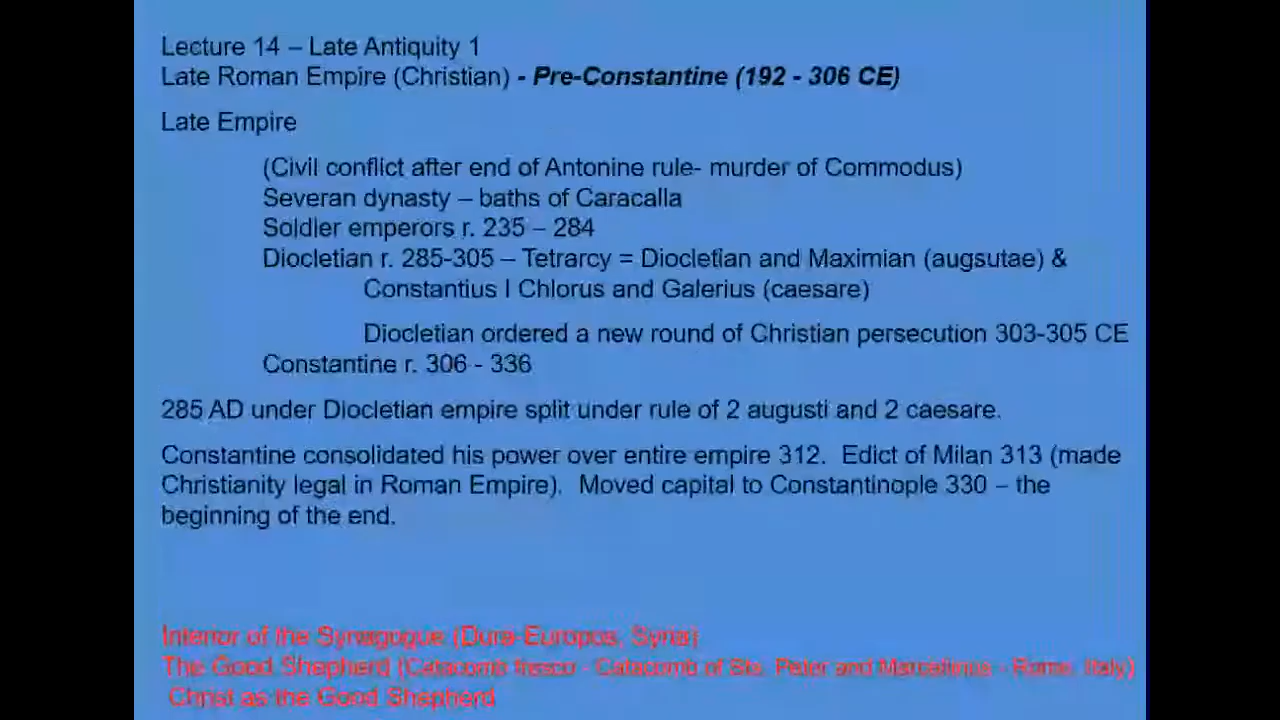 Lecture 14 – Late Antiquity 1
Late Roman Empire (Christian) - Pre-Constantine (192 - 306 CE)
Late Empire
(Civil conflict after end of Antonine rule- murder of Commodus)
Severan dynasty – baths of Caracalla
Soldier emperors r. 235 – 284
Diocletian r. 285-305 – Tetrarcy = Diocletian and Maximian (augsutae) &
Constantius I Chlorus and Galerius (caesare)
Diocletian ordered a new round of Christian persecution 303-305 CE
Constantine r. 306 - 336
285 AD under Diocletian empire split under rule of 2 augusti and 2 caesare.
Constantine consolidated his power over entire empire 312.  Edict of Milan 313 (made
Christianity legal in Roman Empire).  Moved capital to Constantinople 330 – the
beginning of the end.
Interior of the Synagogue (Dura-Europos, Syria)
The Good Shepherd (Catacomb fresco - Catacomb of Sts. Peter and Marcellinus - Rome, Italy)
Christ as the Good Shepherd